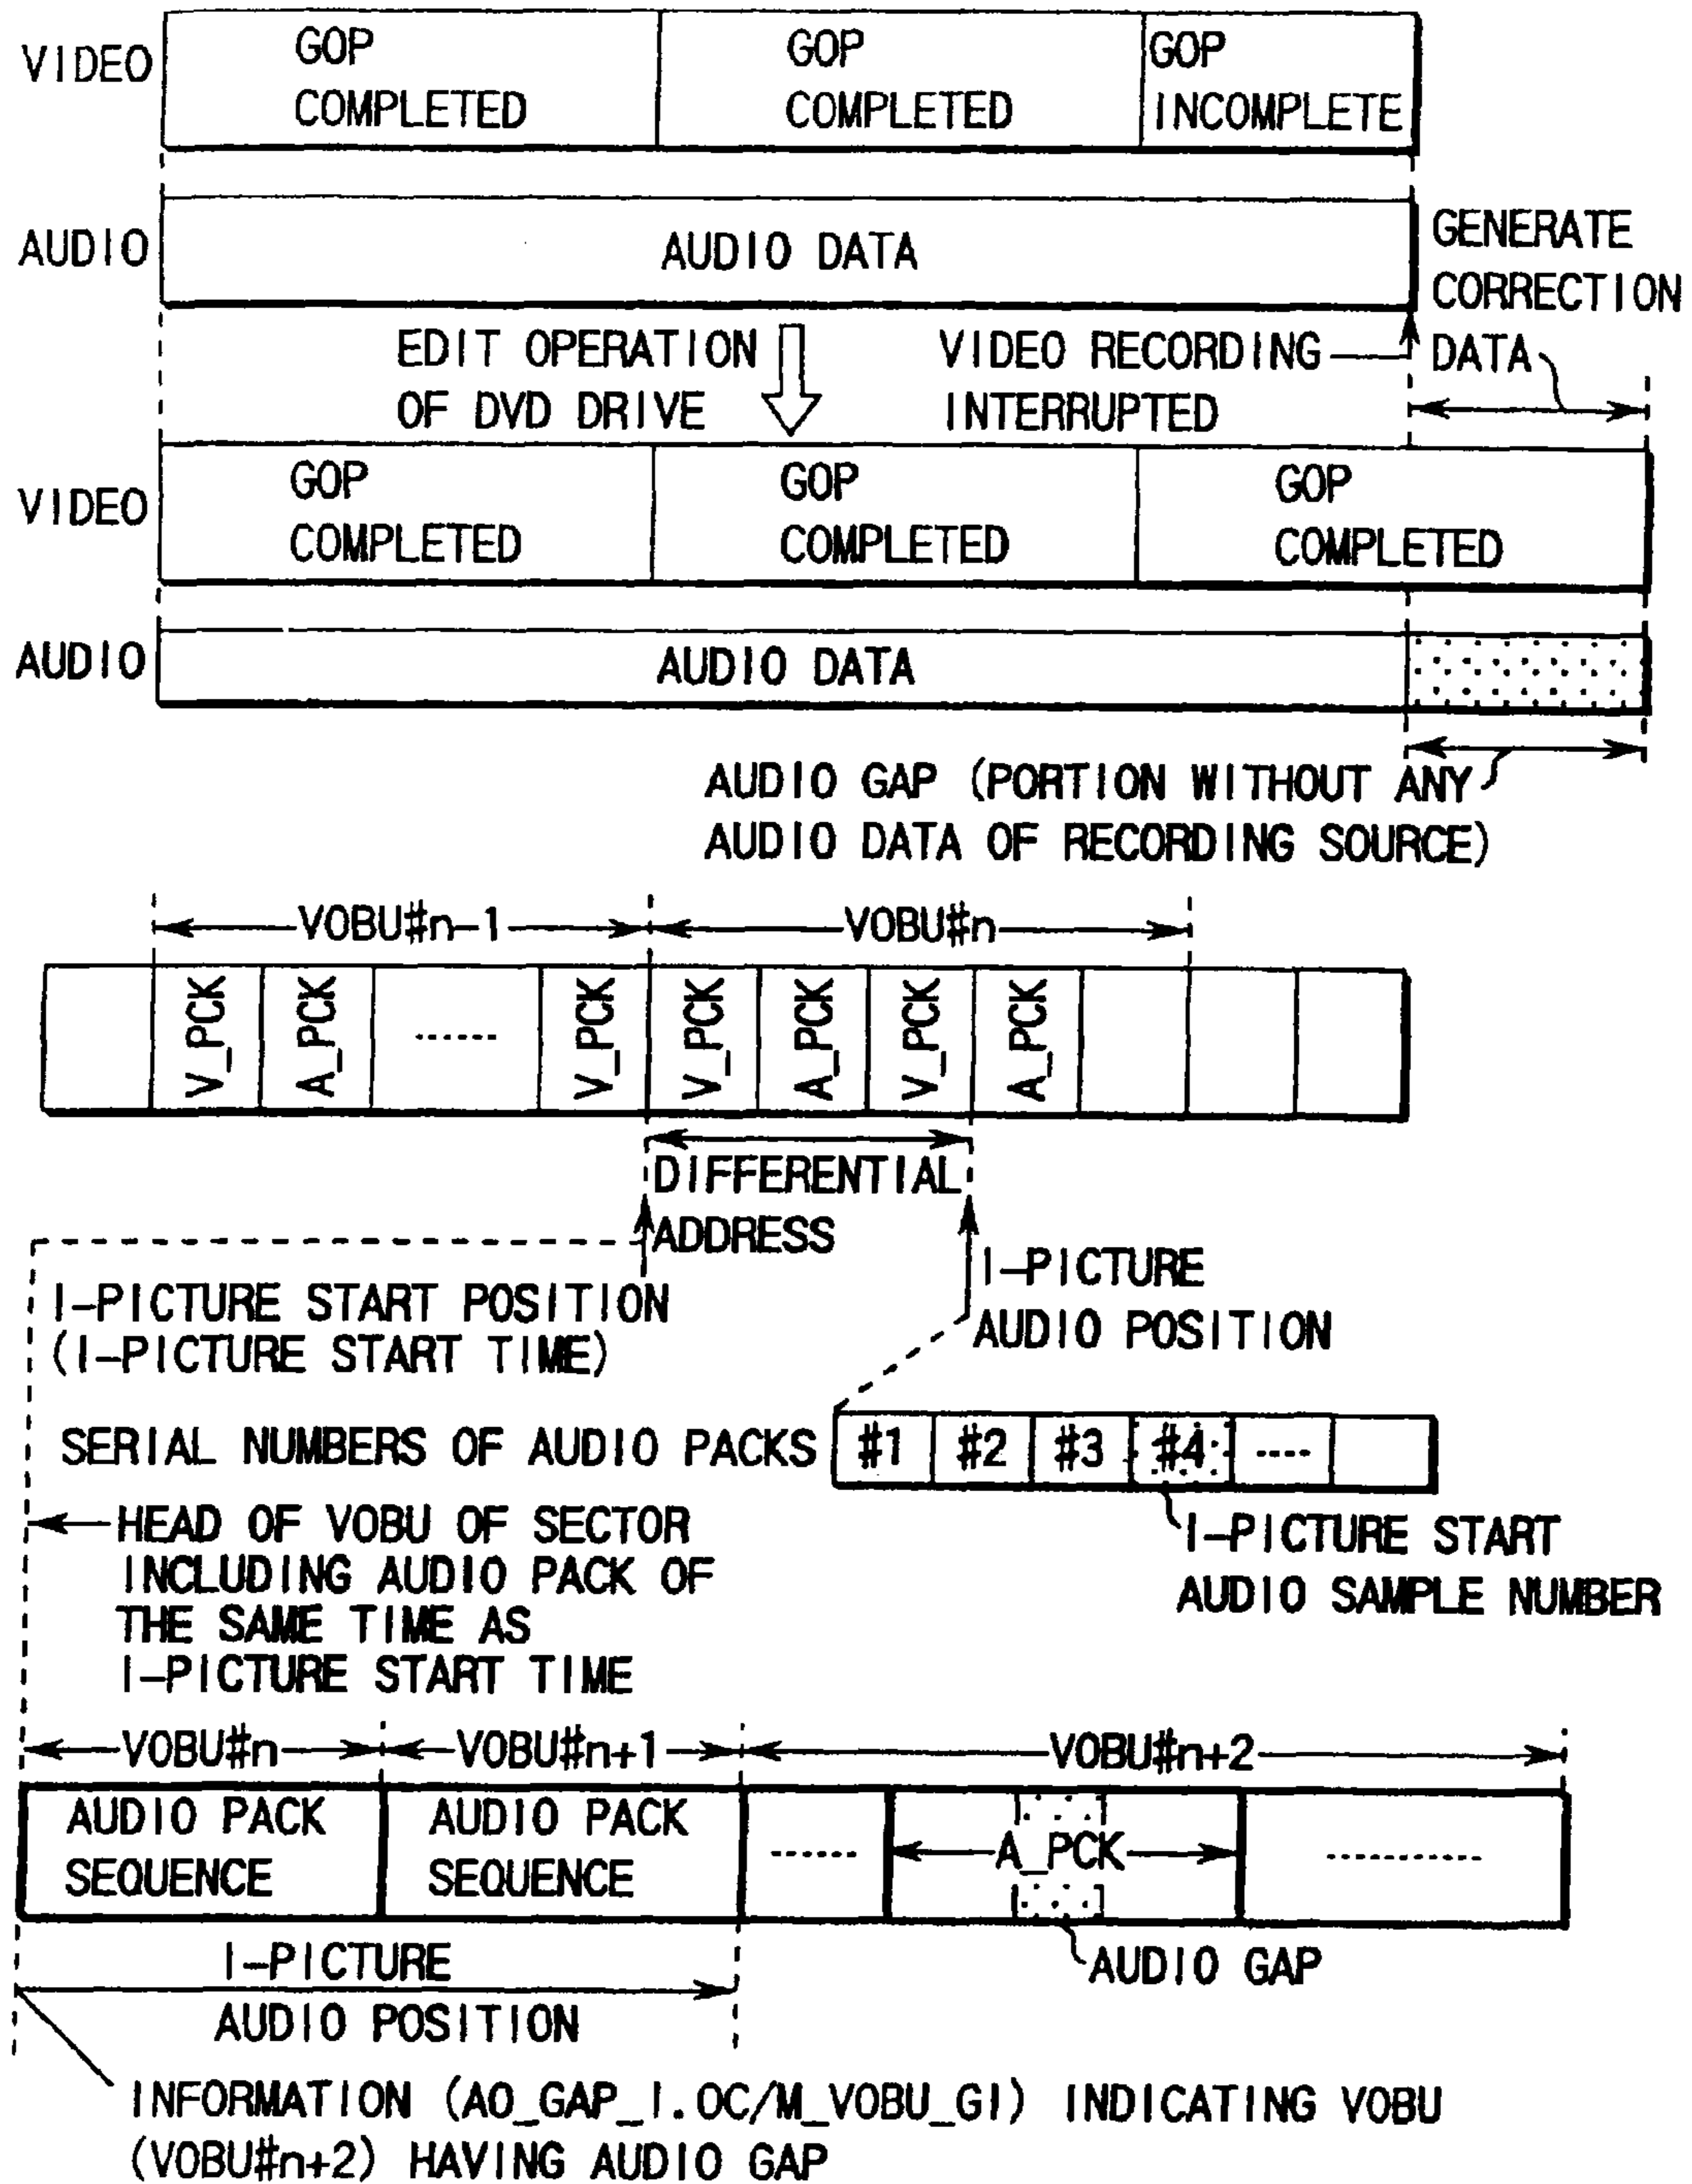 VIDEO
GOP
COMPLETED
GOP
COMPLETED
GOP
INCOMPLETE
AUDIO
AUDIO DATA
GENERATE
CORRECTION
DATA
EDIT OPERATION
OF DVD DRIVE
VIDEO RECORDING
INTERRUPTED
VIDEO
GOP
COMPLETED
GOP
COMPLETED
GOP
COMPLETED
AUDIO
AUDIO DATA
AUDIO GAP (PORTION WITHOUT ANY
AUDIO DATA OF RECORDING SOURCE)
VOBU#n-1
VOBU#n
V_PCK
A_PCK
......
V_PCK
V_PCK
A_PCK
V_PCK
A_PCK
DIFFERENTIAL
ADDRESS
I-PICTURE START POSITION
(I-PICTURE START TIME)
I-PICTURE
AUDIO POSITION
SERIAL NUMBERS OF AUDIO PACKS
#1
#2
#3
#4
----
I-PICTURE START
AUDIO SAMPLE NUMBER
HEAD OF VOBU OF SECTOR
INCLUDING AUDIO PACK OF
THE SAME TIME AS
I-PICTURE START TIME
VOBU#n
VOBU#n+1
VOBU#n+2
AUDIO PACK
SEQUENCE
AUDIO PACK
SEQUENCE
......
A_PCK
...........
AUDIO GAP
I-PICTURE
AUDIO POSITION
INFORMATION (AO_GAP_I.OC/M_VOBU_GI) INDICATING VOBU
(VOBU#n+2) HAVING AUDIO GAP